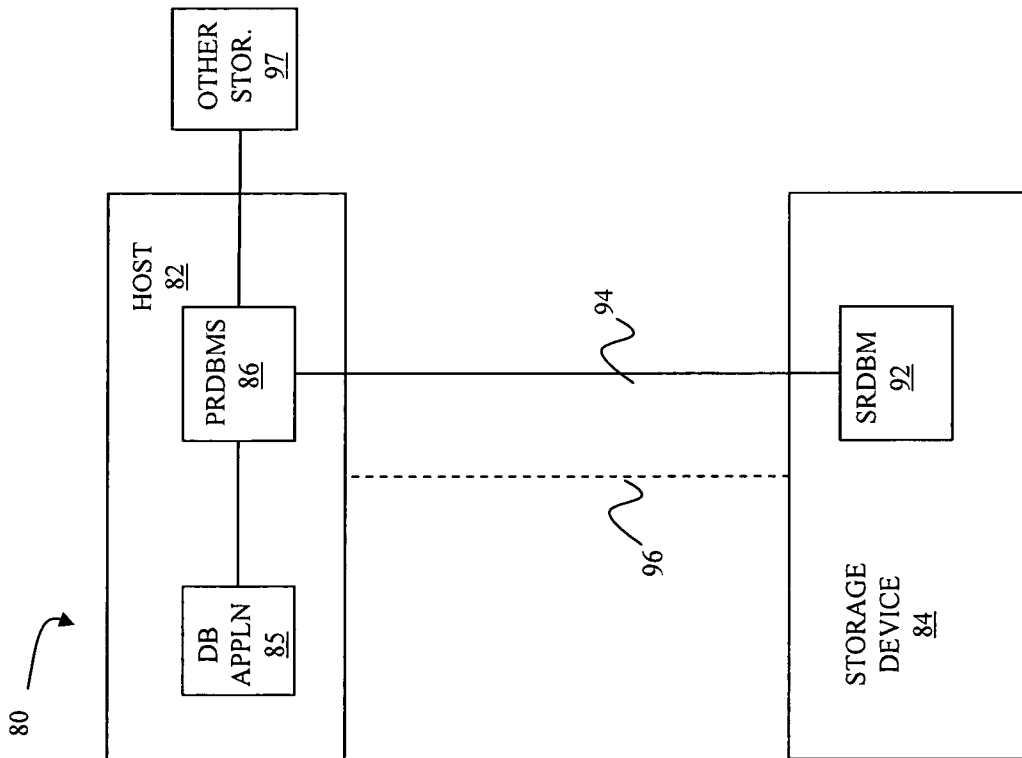 80
HOST
82
DB
APPLN
85
PRDBMS
86
OTHER
STOR.
97
94
96
STORAGE
DEVICE
84
SRDBM
92